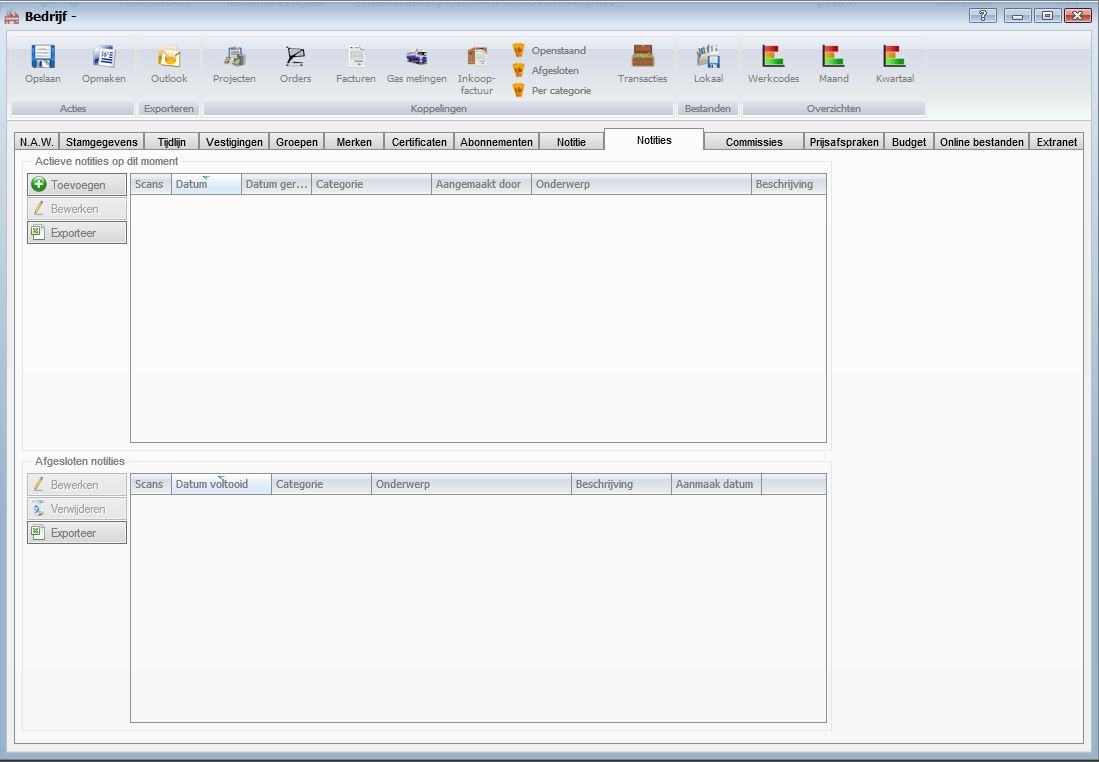 Bedrijf -
?
Opslaan Opmaken Outlook Projecten Orders Facturen Gas metingen Inkoop-factuur Openstaand Afgesloten Per categorie Transacties Lokaal Werkcodes Maand Kwartaal
Acties Exporteren Koppelingen Bestanden Overzichten
N.A.W. Stamgegevens Tijdlijn Vestigingen Groepen Merken Certificaten Abonnementen Notitie Notities Commissies Prijsafspraken Budget Online bestanden Extranet
Actieve notities op dit moment
Toevoegen
Bewerken
Exporteer
Scans Datum Datum ger... Categorie Aangemaakt door Onderwerp Beschrijving
Afgesloten notities
Bewerken
Verwijderen
Exporteer
Scans Datum voltooid Categorie Onderwerp Beschrijving Aanmaak datum